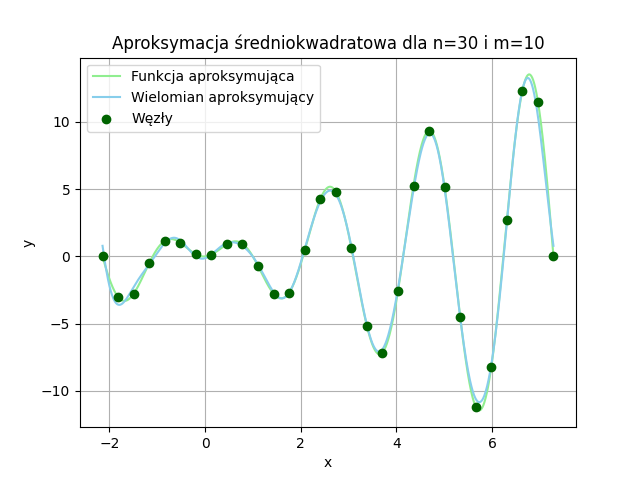 Aproksymacja średniokwadratowa dla n=30 i m=10
Funkcja aproksymująca
Wielomian aproksymujący
Węzły
10
5
0
−5
−10
y
−2
0
2
4
6
x